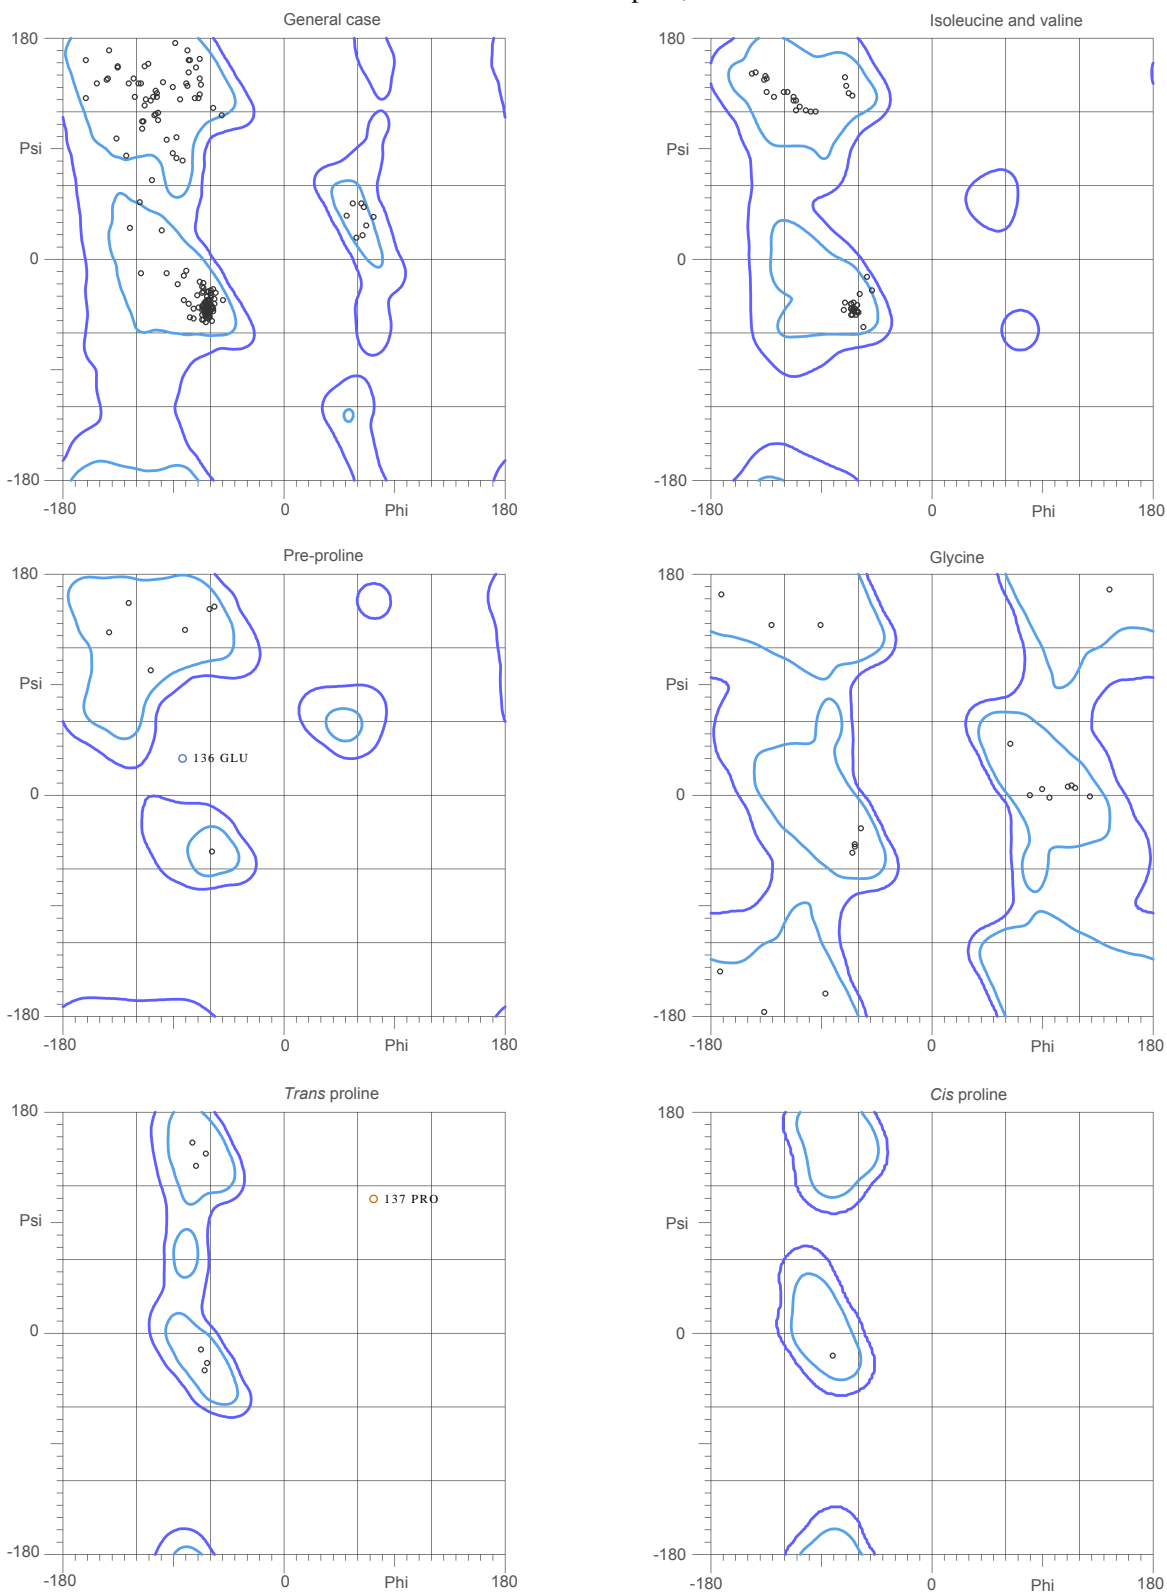 General case
Isoleucine and valine
180
180
Psi
Psi
0
0
-180
-180
-180
0
Phi
180
-180
0
Phi
180
Pre-proline
Glycine
180
180
Psi
Psi
136 GLU
0
0
-180
-180
-180
0
Phi
180
-180
0
Phi
180
Trans proline
Cis proline
180
180
137 PRO
Psi
Psi
0
0
-180
-180
-180
0
Phi
180
-180
0
Phi
180